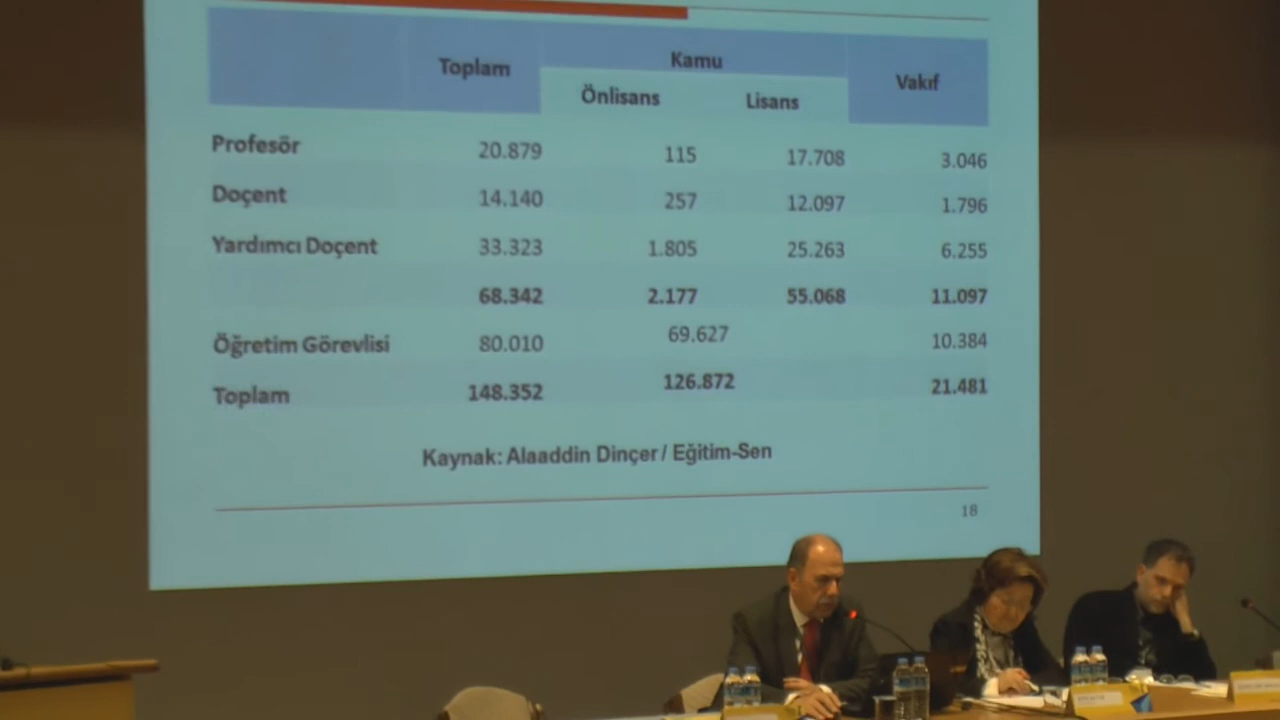 Toplam Kamu Vakıf
Önlisans Lisans
Profesör 20.879 115 17.708 3.046
Doçent 14.140 257 12.097 1.796
Yardımcı Doçent 33.323 1.805 25.263 6.255
68.342 2.177 55.068 11.097
Öğretim Görevlisi 80.010 69.627 10.384
Toplam 148.352 126.872 21.481
Kaynak: Alaaddin Dinçer / Eğitim-Sen
18